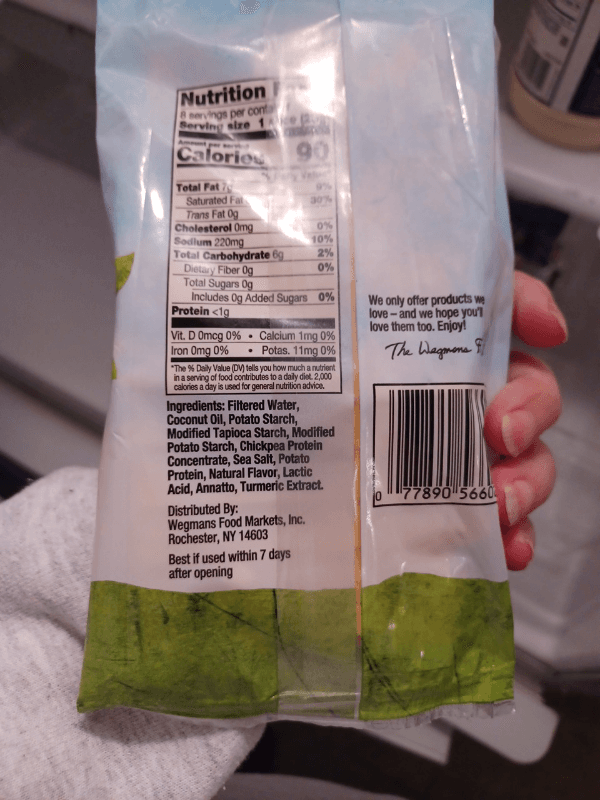 Nutrition
8 servings per conta
Serving size 1
Amount per serving
Calories 90
Total Fat 7g 9%
Saturated Fat 30%
Trans Fat 0g
Cholesterol 0mg 0%
Sodium 220mg 10%
Total Carbohydrate 6g 2%
Dietary Fiber 0g 0%
Total Sugars 0g
Includes 0g Added Sugars 0%
Protein <1g
Vit. D 0mcg 0% • Calcium 1mg 0%
Iron 0mg 0% • Potas. 11mg 0%
*The % Daily Value (DV) tells you how much a nutrient
in a serving of food contributes to a daily diet. 2,000
calories a day is used for general nutrition advice.
Ingredients: Filtered Water,
Coconut Oil, Potato Starch,
Modified Tapioca Starch, Modified
Potato Starch, Chickpea Protein
Concentrate, Sea Salt, Potato
Protein, Natural Flavor, Lactic
Acid, Annatto, Turmeric Extract.
Distributed By:
Wegmans Food Markets, Inc.
Rochester, NY 14603
Best if used within 7 days
after opening
We only offer products we
love – and we hope you'll
love them too. Enjoy!
The Wegmans F
0 77890 5660